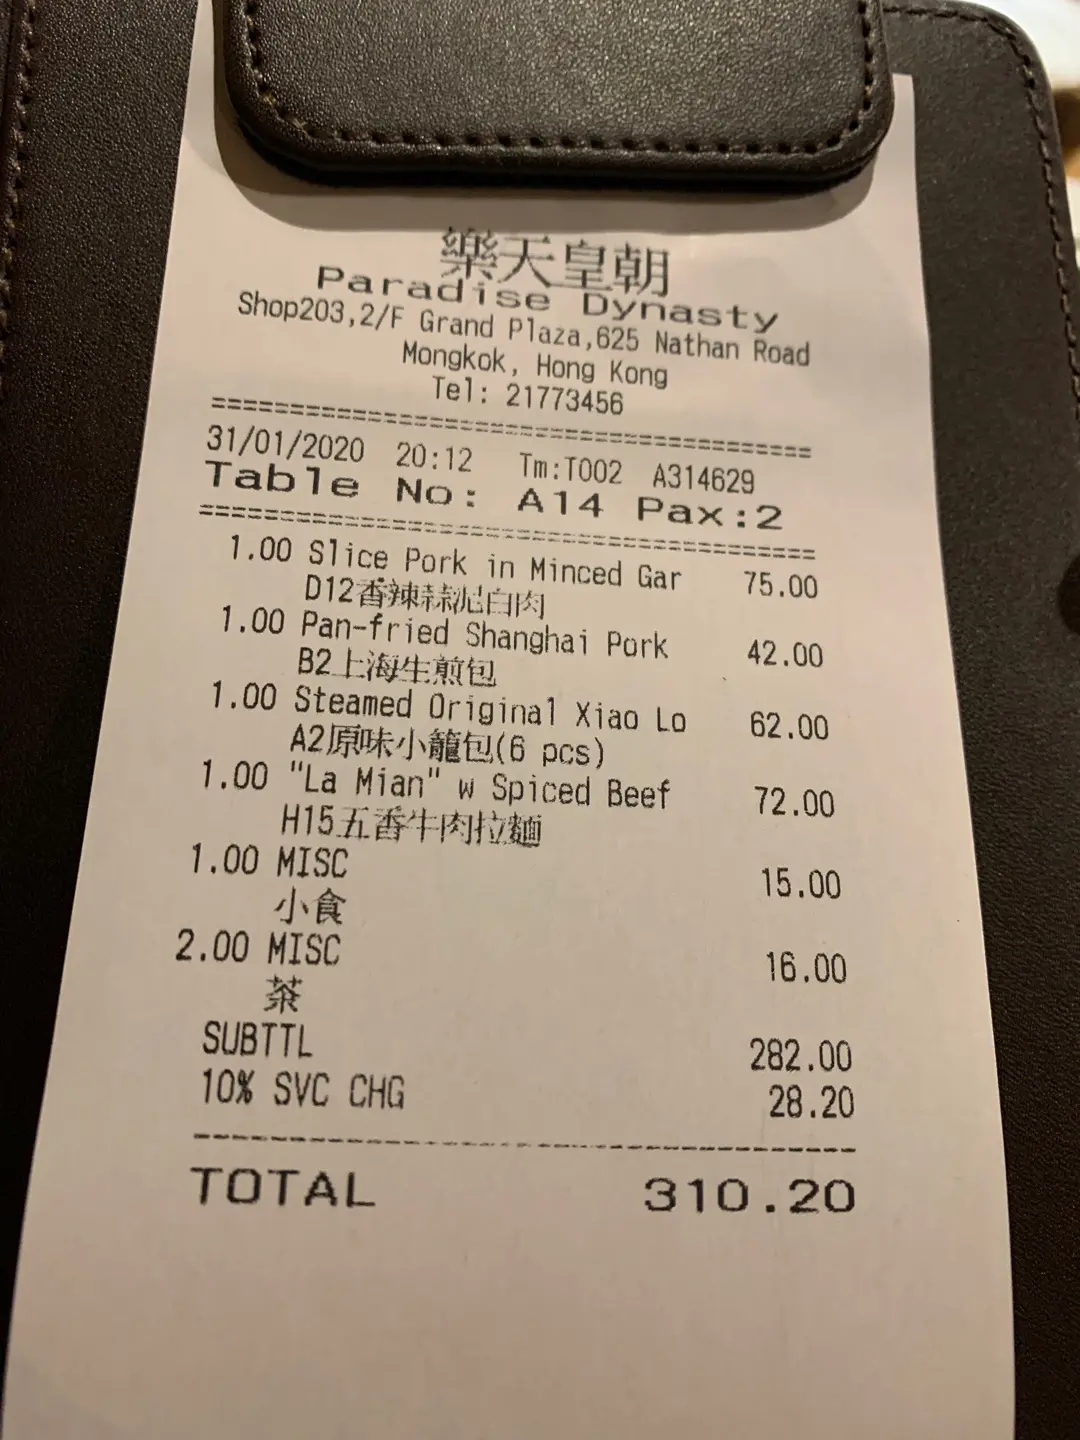 樂天皇朝
Paradise Dynasty
Shop203,2/F Grand Plaza,625 Nathan Road
Mongkok, Hong Kong
Tel: 21773456
======================================
31/01/2020 20:12 Tm:T002 A314629
Table No: A14 Pax:2
======================================
1.00 Slice Pork in Minced Gar 75.00
D12香辣蒜泥白肉
1.00 Pan-fried Shanghai Pork 42.00
B2上海生煎包
1.00 Steamed Original Xiao Lo 62.00
A2原味小籠包(6 pcs)
1.00 "La Mian" w Spiced Beef 72.00
H15五香牛肉拉麵
1.00 MISC 15.00
小食
2.00 MISC 16.00
茶
SUBTTL 282.00
10% SVC CHG 28.20
--------------------------------------
TOTAL 310.20